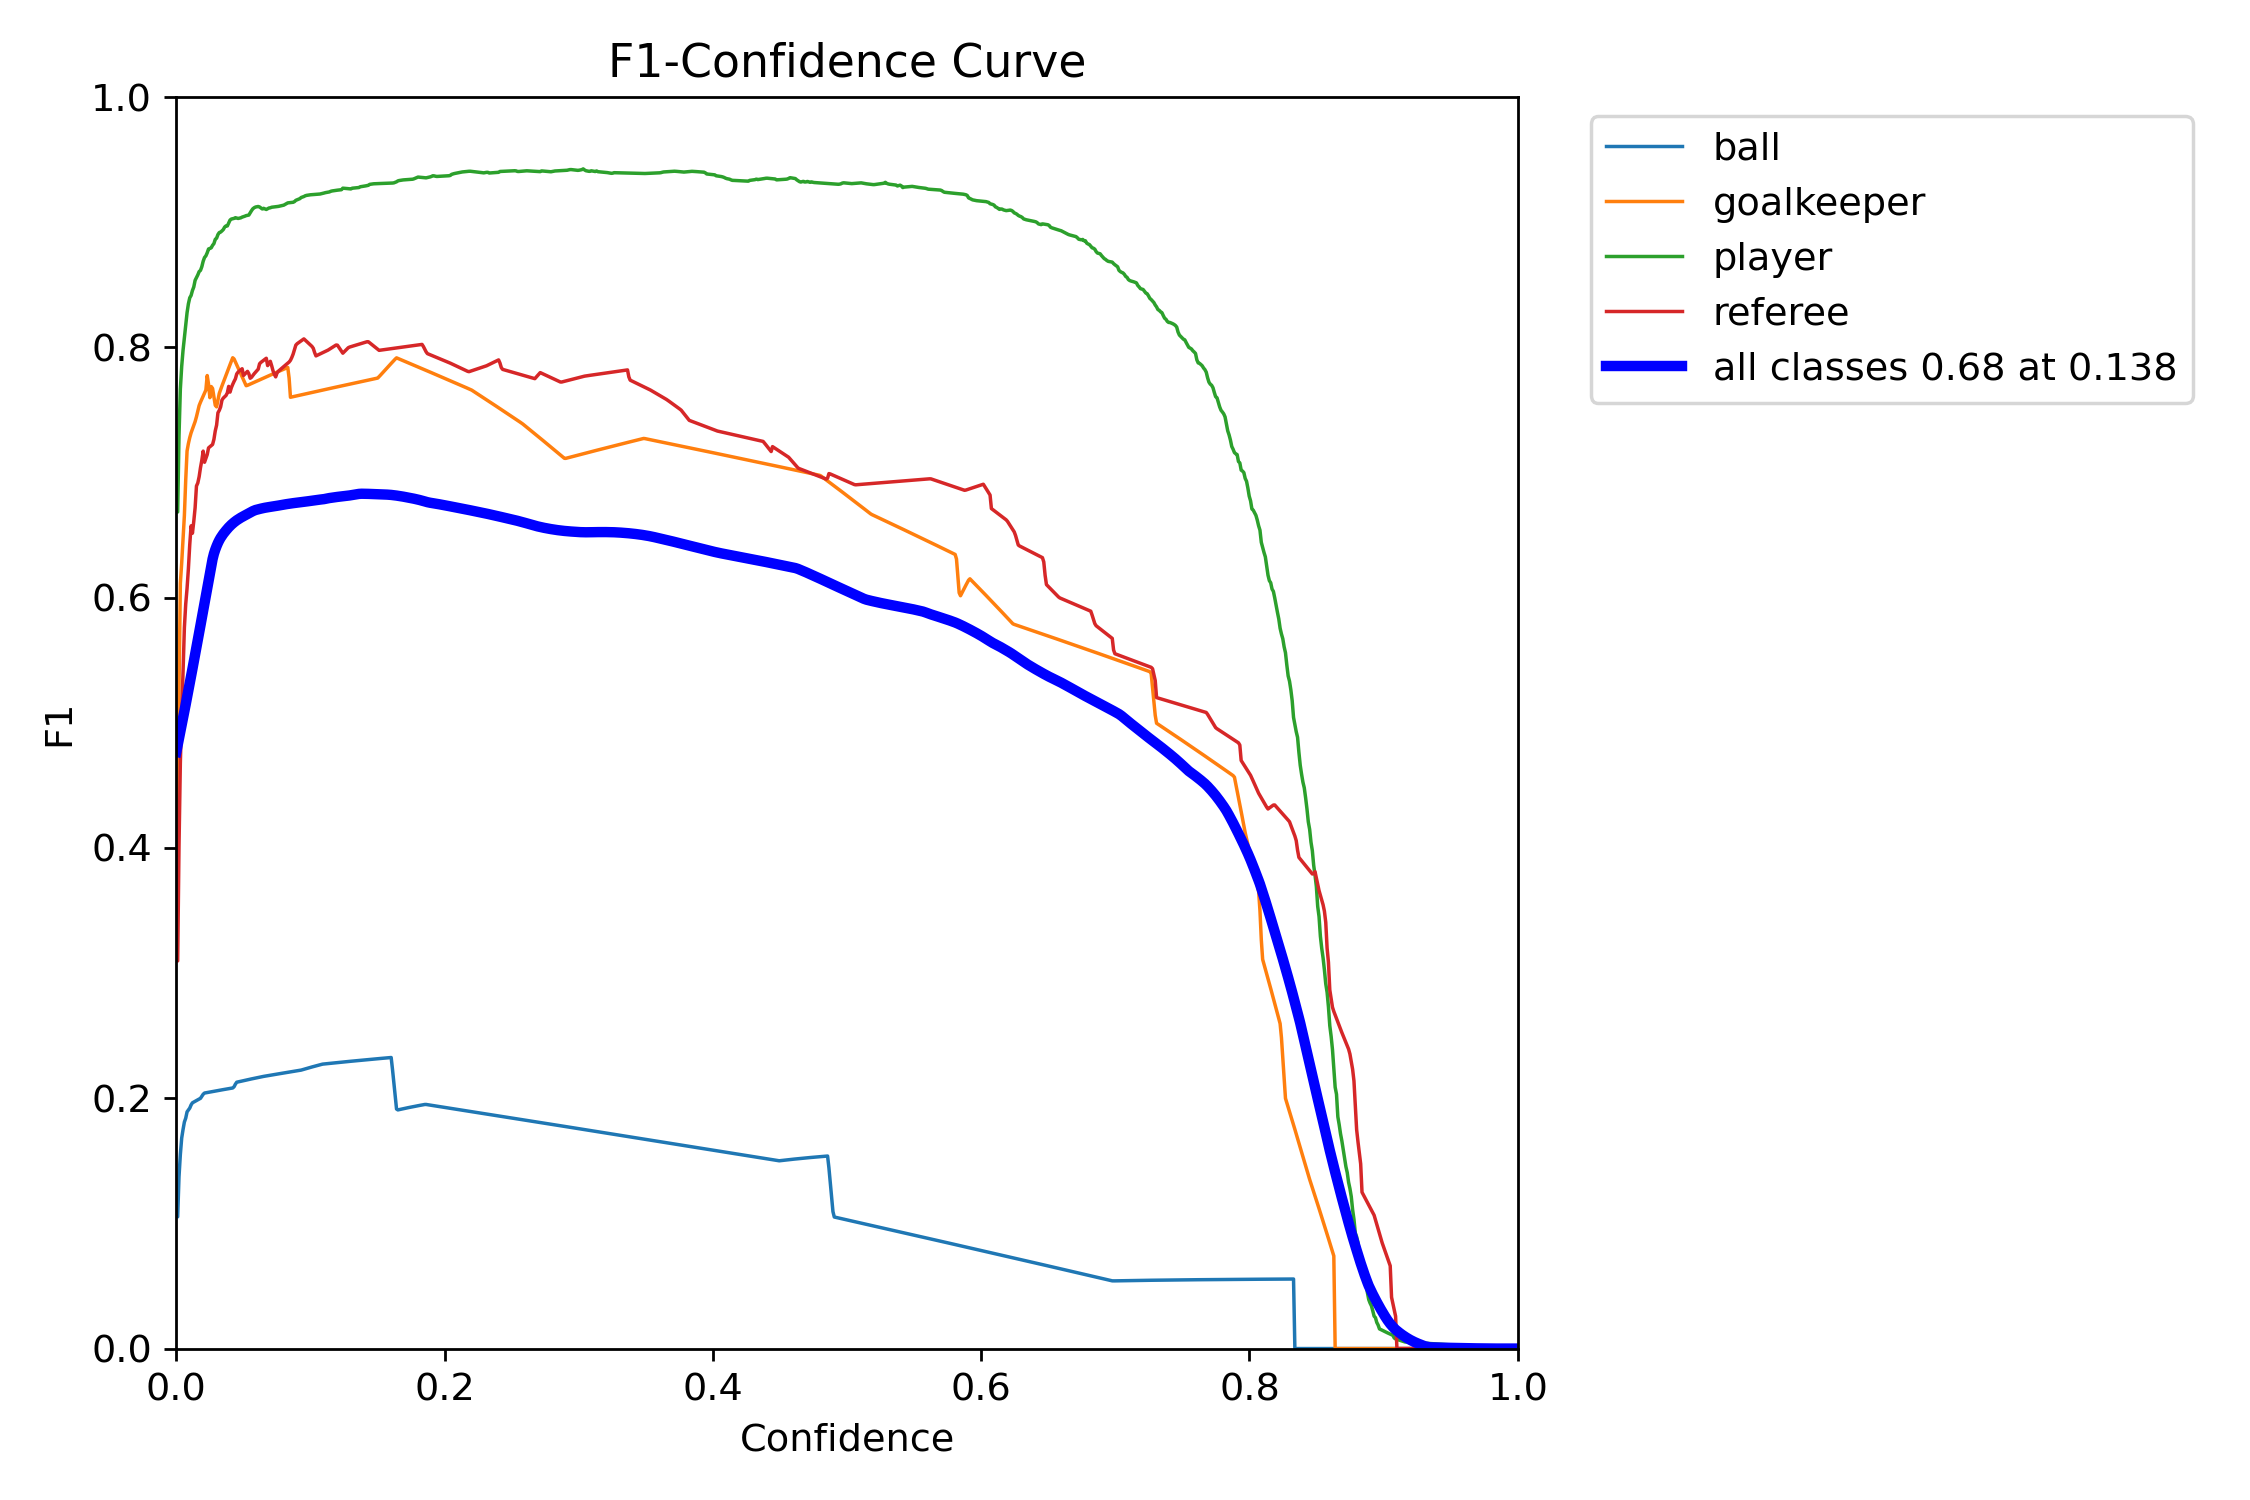 F1-Confidence Curve
1.0
0.8
0.6
0.4
0.2
0.0
F1
0.0 0.2 0.4 0.6 0.8 1.0
Confidence
ball
goalkeeper
player
referee
all classes 0.68 at 0.138